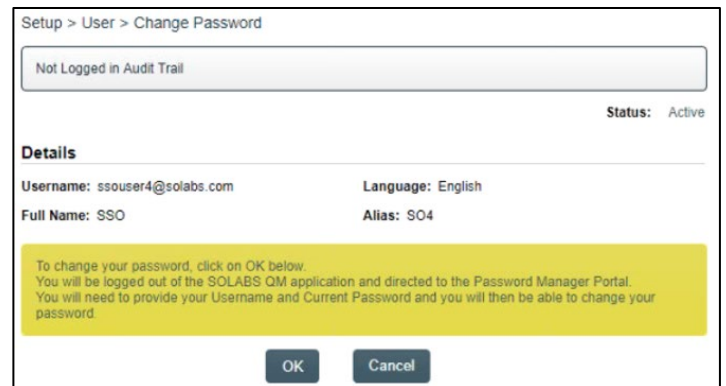 Setup > User > Change Password
Not Logged in Audit Trail
Status: Active
Details
Username: ssouser4@solabs.com Language: English
Full Name: SSO Alias: SO4
To change your password, click on OK below.
You will be logged out of the SOLABS QM application and directed to the Password Manager Portal.
You will need to provide your Username and Current Password and you will then be able to change your
password.
OK Cancel